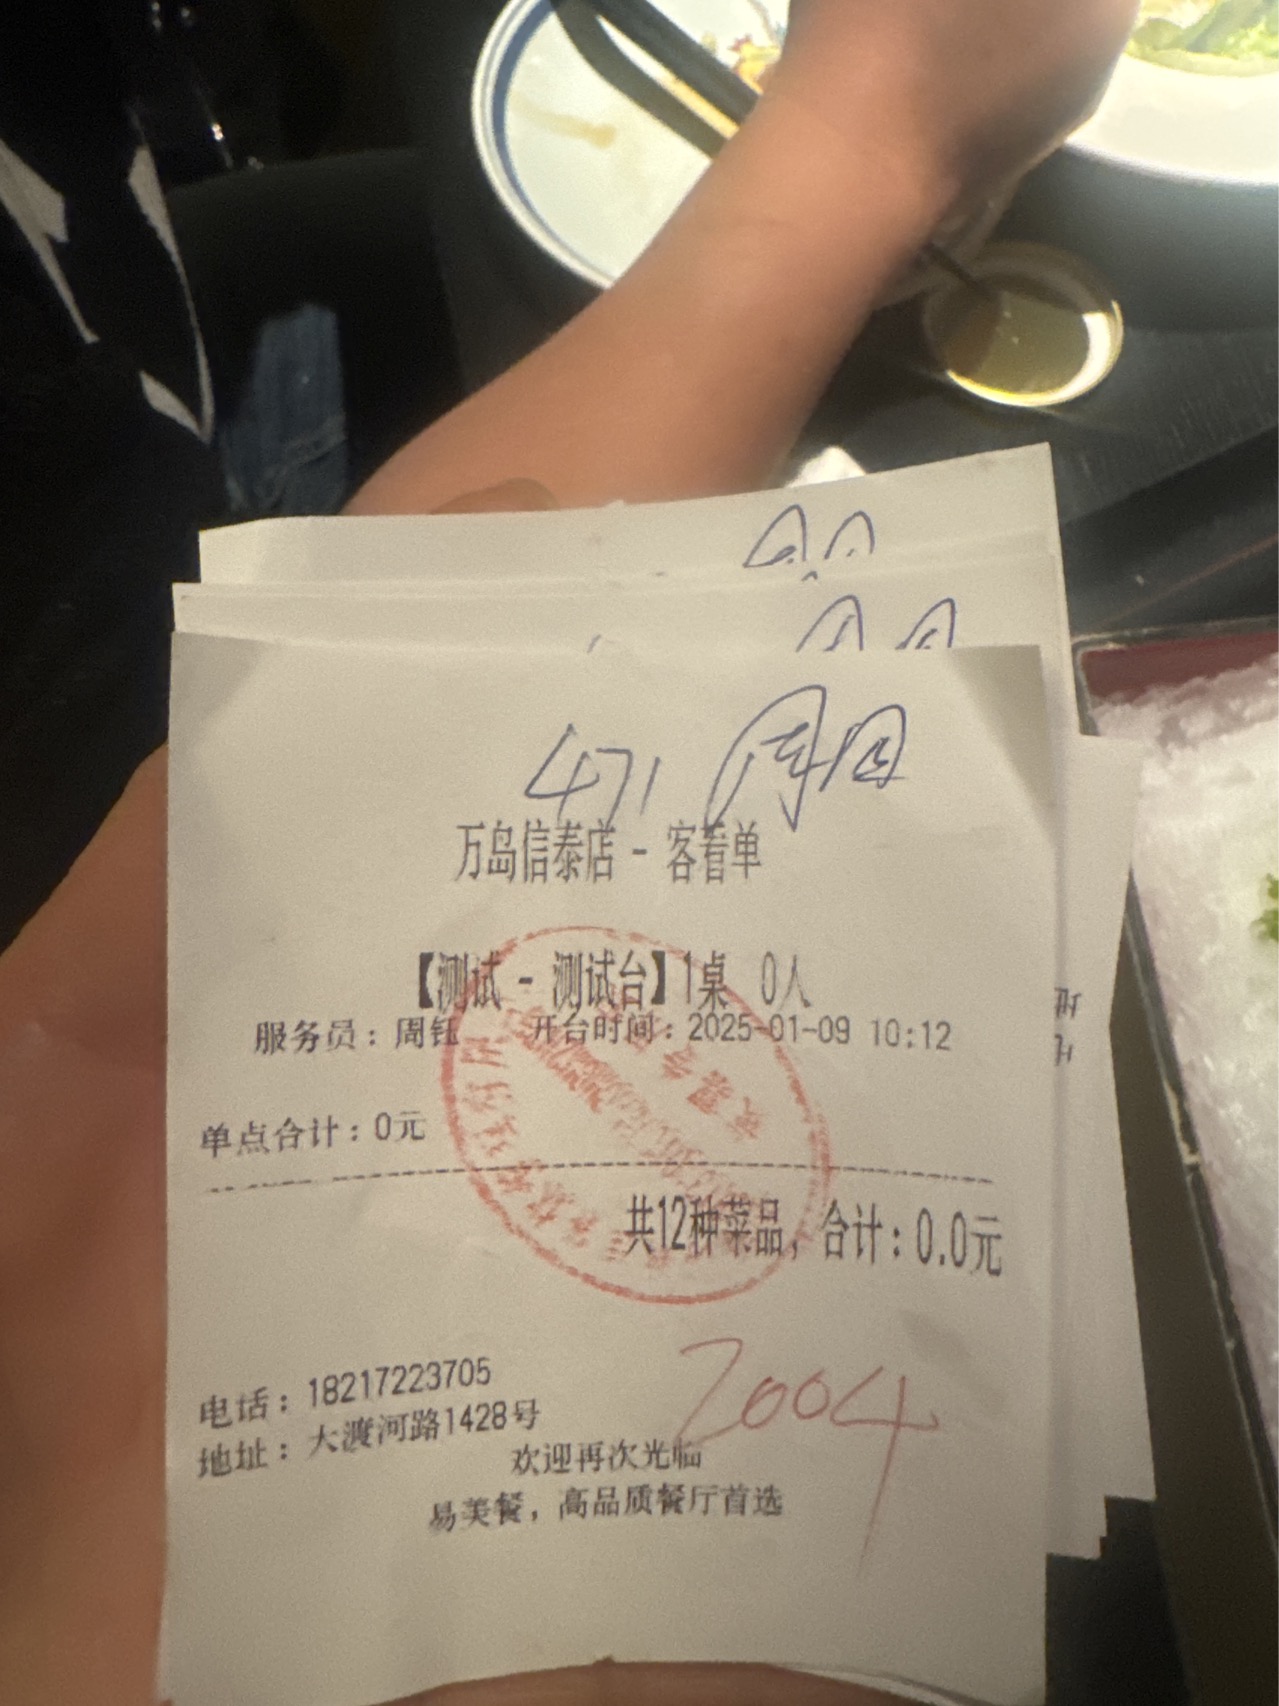 471
万岛信泰店 - 客看单
【测试 - 测试台】1桌 0人
服务员：周钰 开台时间：2025-01-09 10:12
单点合计：0元
共12种菜品，合计：0.0元
2004
电话：18217223705
地址：大渡河路1428号
欢迎再次光临
易美餐，高品质餐厅首选